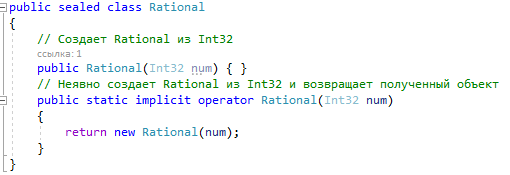 public sealed class Rational
{
// Создает Rational из Int32
ссылка: 1
public Rational(Int32 num) { }
// Неявно создает Rational из Int32 и возвращает полученный объект
public static implicit operator Rational(Int32 num)
{
return new Rational(num);
}
}